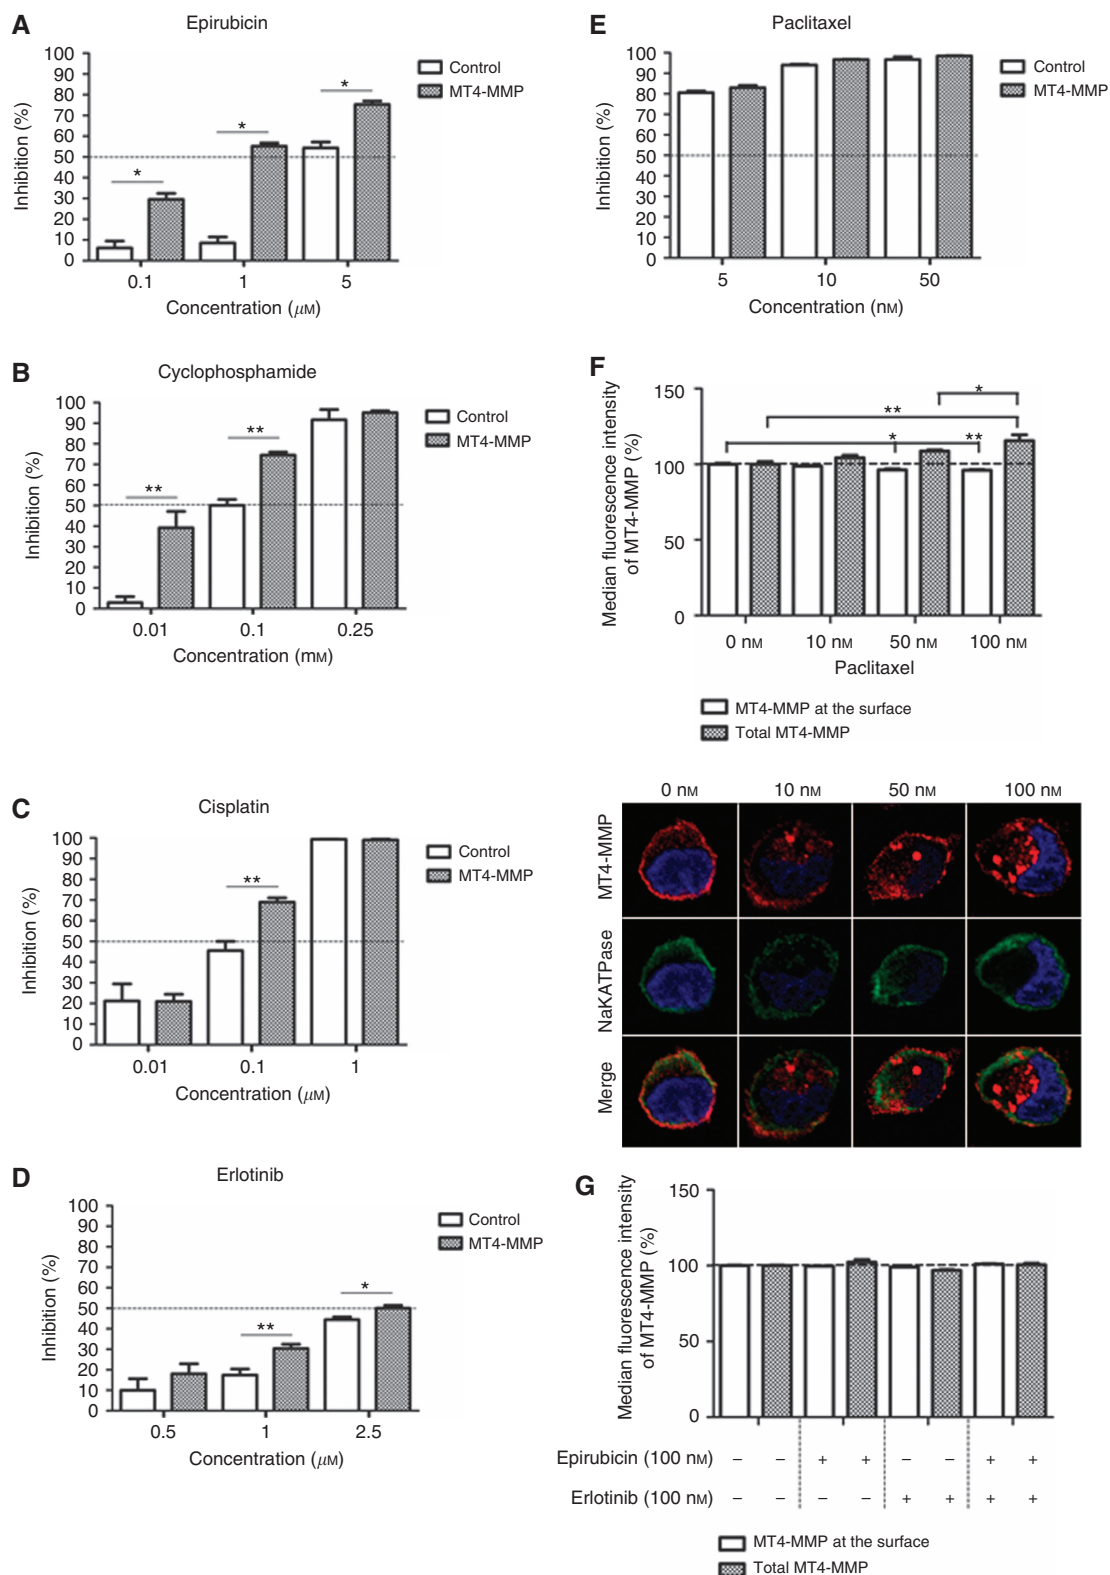 A
Epirubicin
100
90
80
70
60
50
40
30
20
10
0
Inhibition (%)
*
*
*
Control
MT4-MMP
0.1 1 5
Concentration (μM)
B
Cyclophosphamide
100
90
80
70
60
50
40
30
20
10
0
Inhibition (%)
**
**
Control
MT4-MMP
0.01 0.1 0.25
Concentration (mM)
C
Cisplatin
100
90
80
70
60
50
40
30
20
10
0
Inhibition (%)
**
Control
MT4-MMP
0.01 0.1 1
Concentration (μM)
D
Erlotinib
100
90
80
70
60
50
40
30
20
10
0
Inhibition (%)
**
*
Control
MT4-MMP
0.5 1 2.5
Concentration (μM)
E
Paclitaxel
100
90
80
70
60
50
40
30
20
10
0
Inhibition (%)
Control
MT4-MMP
5 10 50
Concentration (nM)
F
150
100
50
0
Median fluorescence intensity
of MT4-MMP (%)
*
**
* **
0 nM 10 nM 50 nM 100 nM
Paclitaxel
MT4-MMP at the surface
Total MT4-MMP
0 nM 10 nM 50 nM 100 nM
MT4-MMP
NaKATPase
Merge
G
150
100
50
0
Median fluorescence intensity
of MT4-MMP (%)
Epirubicin (100 nM) – – + + – – + +
Erlotinib (100 nM) – – – – + + + +
MT4-MMP at the surface
Total MT4-MMP